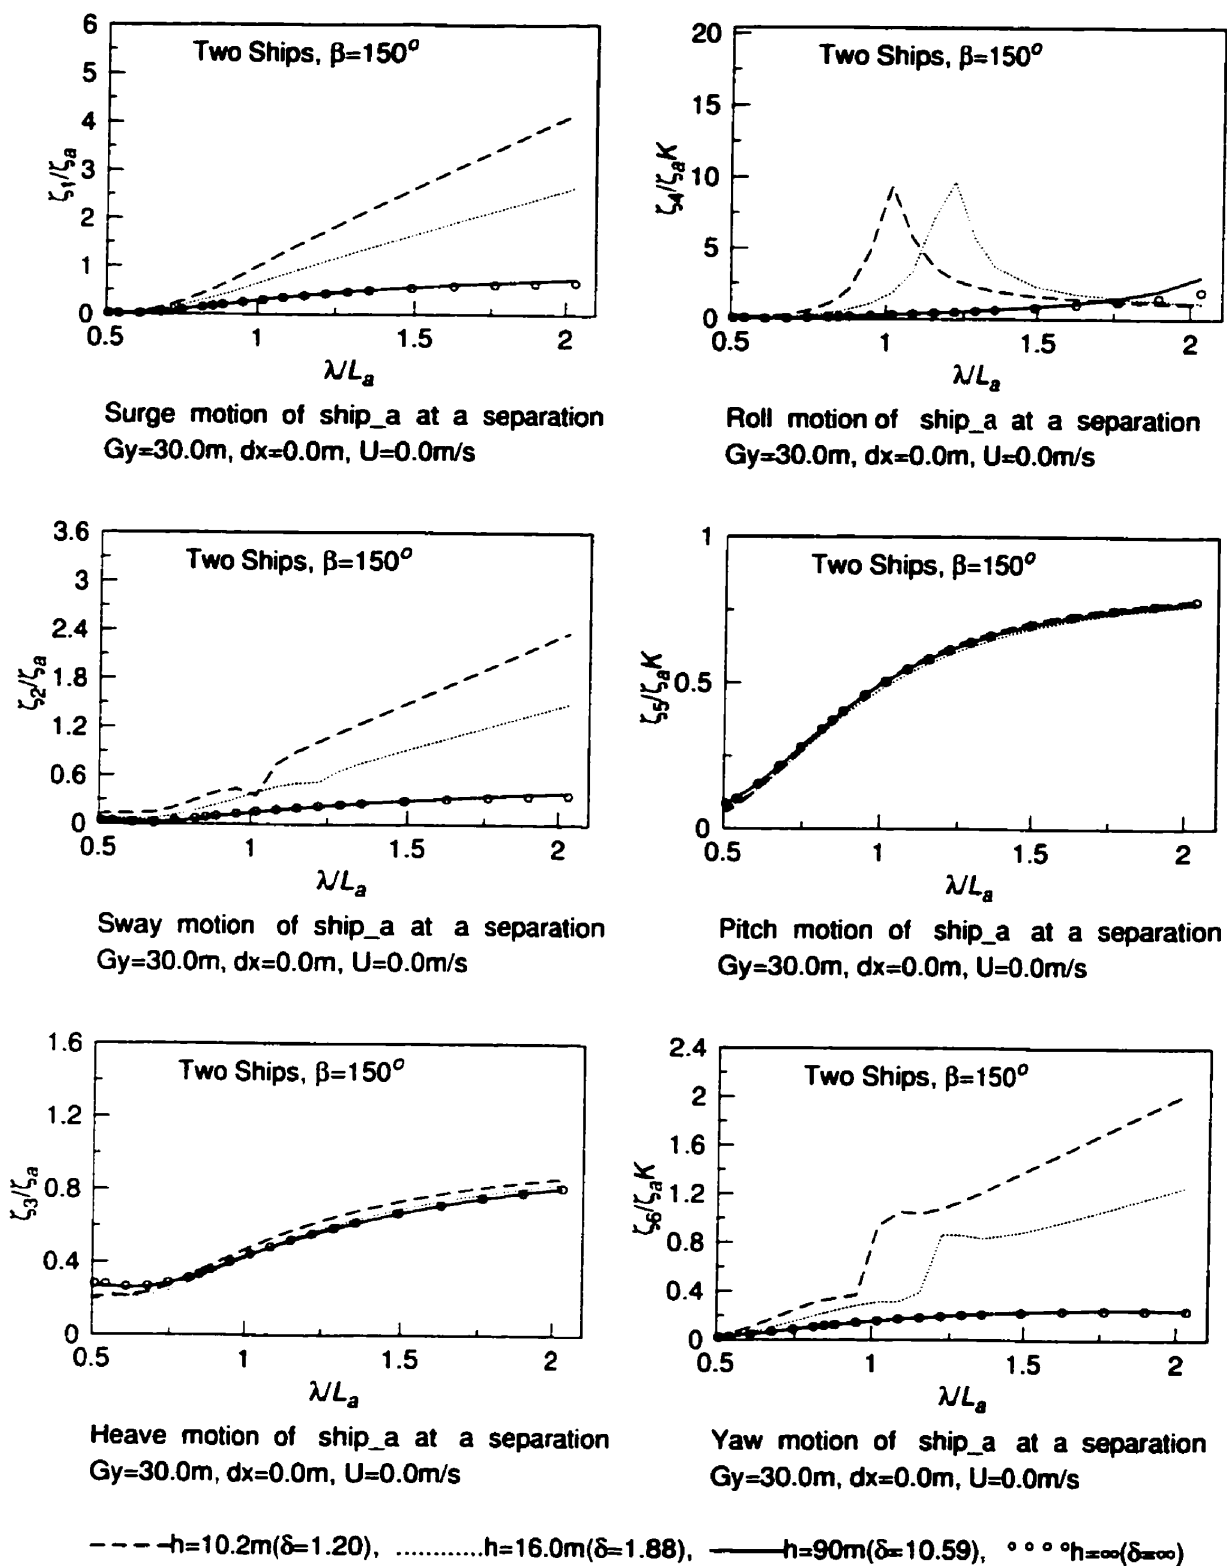 6
5
4
3
2
1
0
ζ1/ζa
Two Ships, β=150°
0.5 1 1.5 2
λ/La
Surge motion of ship_a at a separation
Gy=30.0m, dx=0.0m, U=0.0m/s
20
15
10
5
0
ζ4/ζaK
Two Ships, β=150°
0.5 1 1.5 2
λ/La
Roll motion of ship_a at a separation
Gy=30.0m, dx=0.0m, U=0.0m/s
3.6
3
2.4
1.8
1.2
0.6
0
ζ2/ζa
Two Ships, β=150°
0.5 1 1.5 2
λ/La
Sway motion of ship_a at a separation
Gy=30.0m, dx=0.0m, U=0.0m/s
1
0.5
0
ζ5/ζaK
Two Ships, β=150°
0.5 1 1.5 2
λ/La
Pitch motion of ship_a at a separation
Gy=30.0m, dx=0.0m, U=0.0m/s
1.6
1.2
0.8
0.4
0
ζ3/ζa
Two Ships, β=150°
0.5 1 1.5 2
λ/La
Heave motion of ship_a at a separation
Gy=30.0m, dx=0.0m, U=0.0m/s
2.4
2
1.6
1.2
0.8
0.4
0
ζ6/ζaK
Two Ships, β=150°
0.5 1 1.5 2
λ/La
Yaw motion of ship_a at a separation
Gy=30.0m, dx=0.0m, U=0.0m/s
h=10.2m(δ=1.20), h=16.0m(δ=1.88), h=90m(δ=10.59), h=∞(δ=∞)